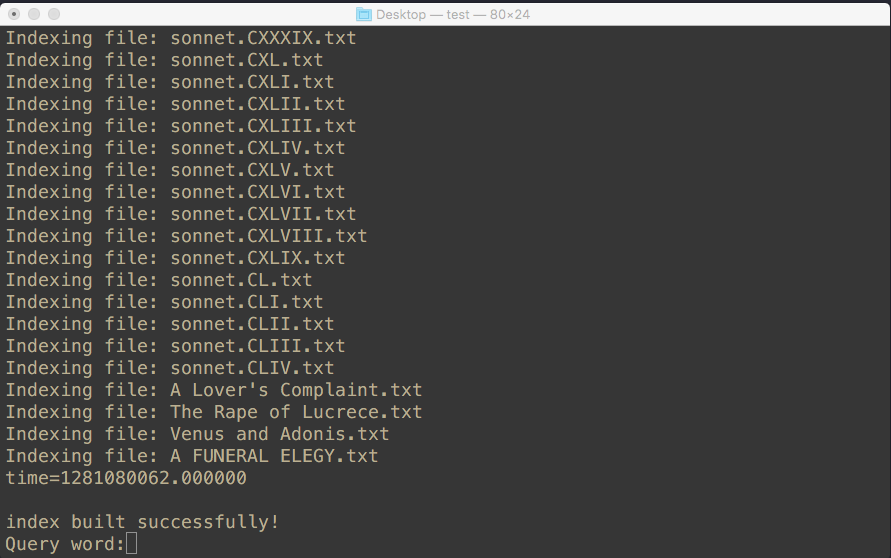 Desktop — test — 80×24
Indexing file: sonnet.CXXXIX.txt
Indexing file: sonnet.CXL.txt
Indexing file: sonnet.CXLI.txt
Indexing file: sonnet.CXLII.txt
Indexing file: sonnet.CXLIII.txt
Indexing file: sonnet.CXLIV.txt
Indexing file: sonnet.CXLV.txt
Indexing file: sonnet.CXLVI.txt
Indexing file: sonnet.CXLVII.txt
Indexing file: sonnet.CXLVIII.txt
Indexing file: sonnet.CXLIX.txt
Indexing file: sonnet.CL.txt
Indexing file: sonnet.CLI.txt
Indexing file: sonnet.CLII.txt
Indexing file: sonnet.CLIII.txt
Indexing file: sonnet.CLIV.txt
Indexing file: A Lover's Complaint.txt
Indexing file: The Rape of Lucrece.txt
Indexing file: Venus and Adonis.txt
Indexing file: A FUNERAL ELEGY.txt
time=1281080062.000000
index built successfully!
Query word: